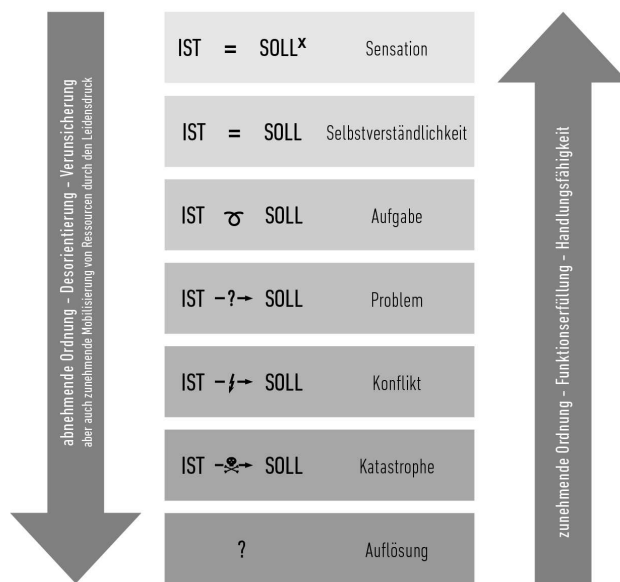 abnehmende Ordnung – Desorientierung – Verunsicherung
aber auch zunehmende Mobilisierung von Ressourcen durch den Leidensdruck
IST = SOLLˣ Sensation
IST = SOLL Selbstverständlichkeit
IST SOLL Aufgabe
IST –?→ SOLL Problem
IST SOLL Konflikt
IST SOLL Katastrophe
? Auflösung
zunehmende Ordnung – Funktionserfüllung – Handlungsfähigkeit